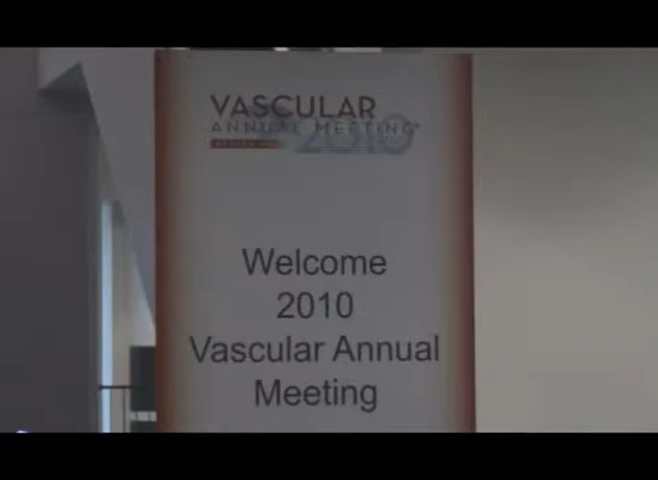 VASCULAR
ANNUAL MEETING®
2010
Welcome
2010
Vascular Annual
Meeting